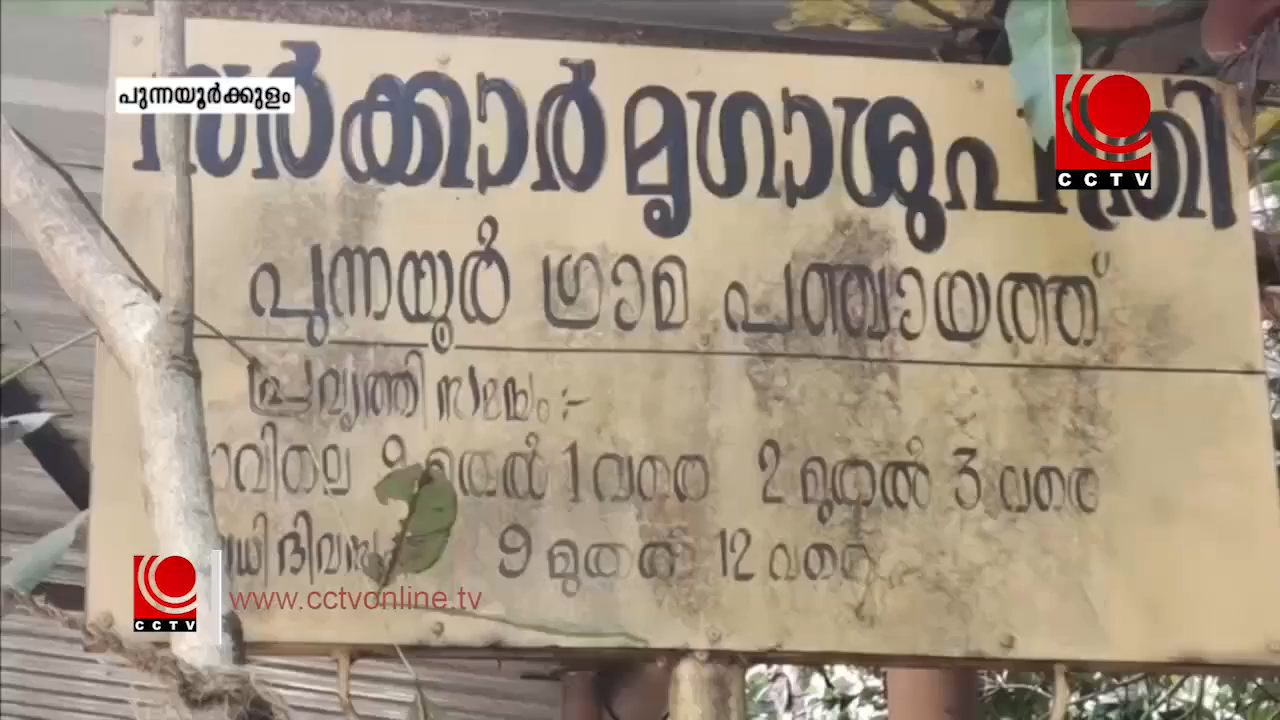 പുന്നയൂർക്കുളം
സർക്കാർ മൃഗാശുപത്രി
CCTV
പുന്നയൂർ ഗ്രാമ പഞ്ചായത്ത്
പ്രവൃത്തി സമയം:-
രാവിലെ 9 മുതൽ 1 വരെ 2 മുതൽ 3 വരെ
9 മുതൽ 12 വരെ
CCTV
www.cctvonline.tv